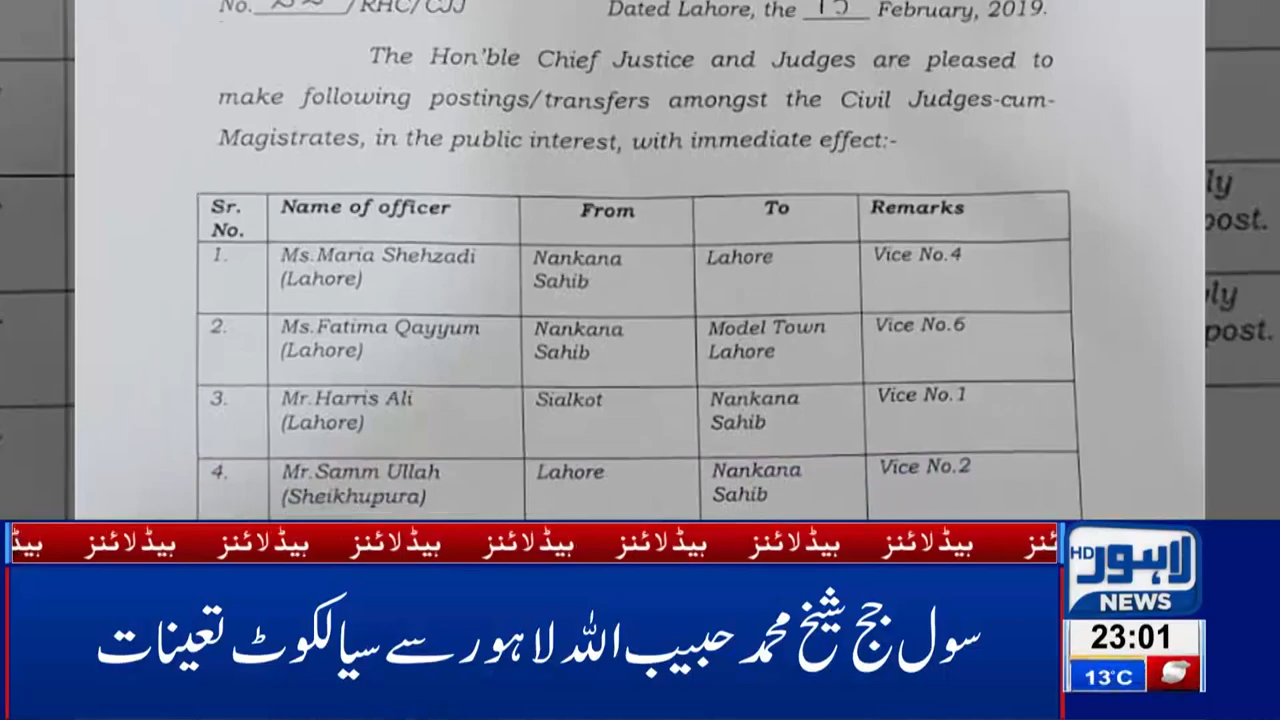 No. /RHC/CJJ Dated Lahore, the 15 February, 2019.
The Hon'ble Chief Justice and Judges are pleased to
make following postings/transfers amongst the Civil Judges-cum-
Magistrates, in the public interest, with immediate effect:-
Sr. No. Name of officer From To Remarks
1. Ms.Maria Shehzadi (Lahore) Nankana Sahib Lahore Vice No.4
2. Ms.Fatima Qayyum (Lahore) Nankana Sahib Model Town Lahore Vice No.6
3. Mr.Harris Ali (Lahore) Sialkot Nankana Sahib Vice No.1
4. Mr.Samm Ullah (Sheikhupura) Lahore Nankana Sahib Vice No.2
ly
post.
ly
post.
ہیڈلائنز ہیڈلائنز ہیڈلائنز ہیڈلائنز ہیڈلائنز ہیڈلائنز ہیڈلائنز
سول جج شیخ محمد حبیب اللہ لاہور سے سیالکوٹ تعینات
لاہور HD
NEWS
23:01
13°C